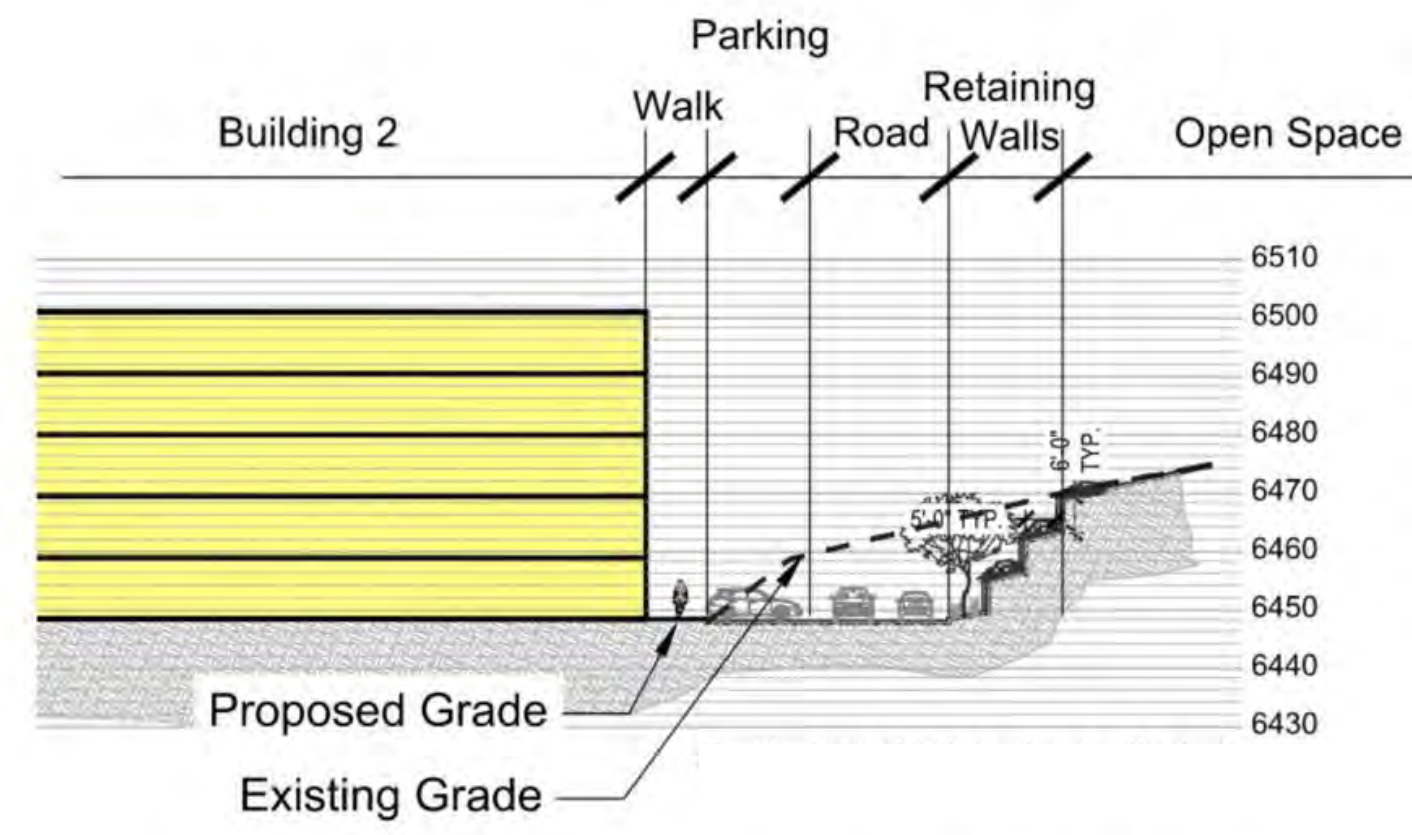 Parking
Walk
Retaining
Building 2
Road
Walls
Open Space
6510
6500
6490
6480
6'-0"
TYP.
6470
5'-0" TYP.
6460
6450
6440
Proposed Grade
6430
Existing Grade